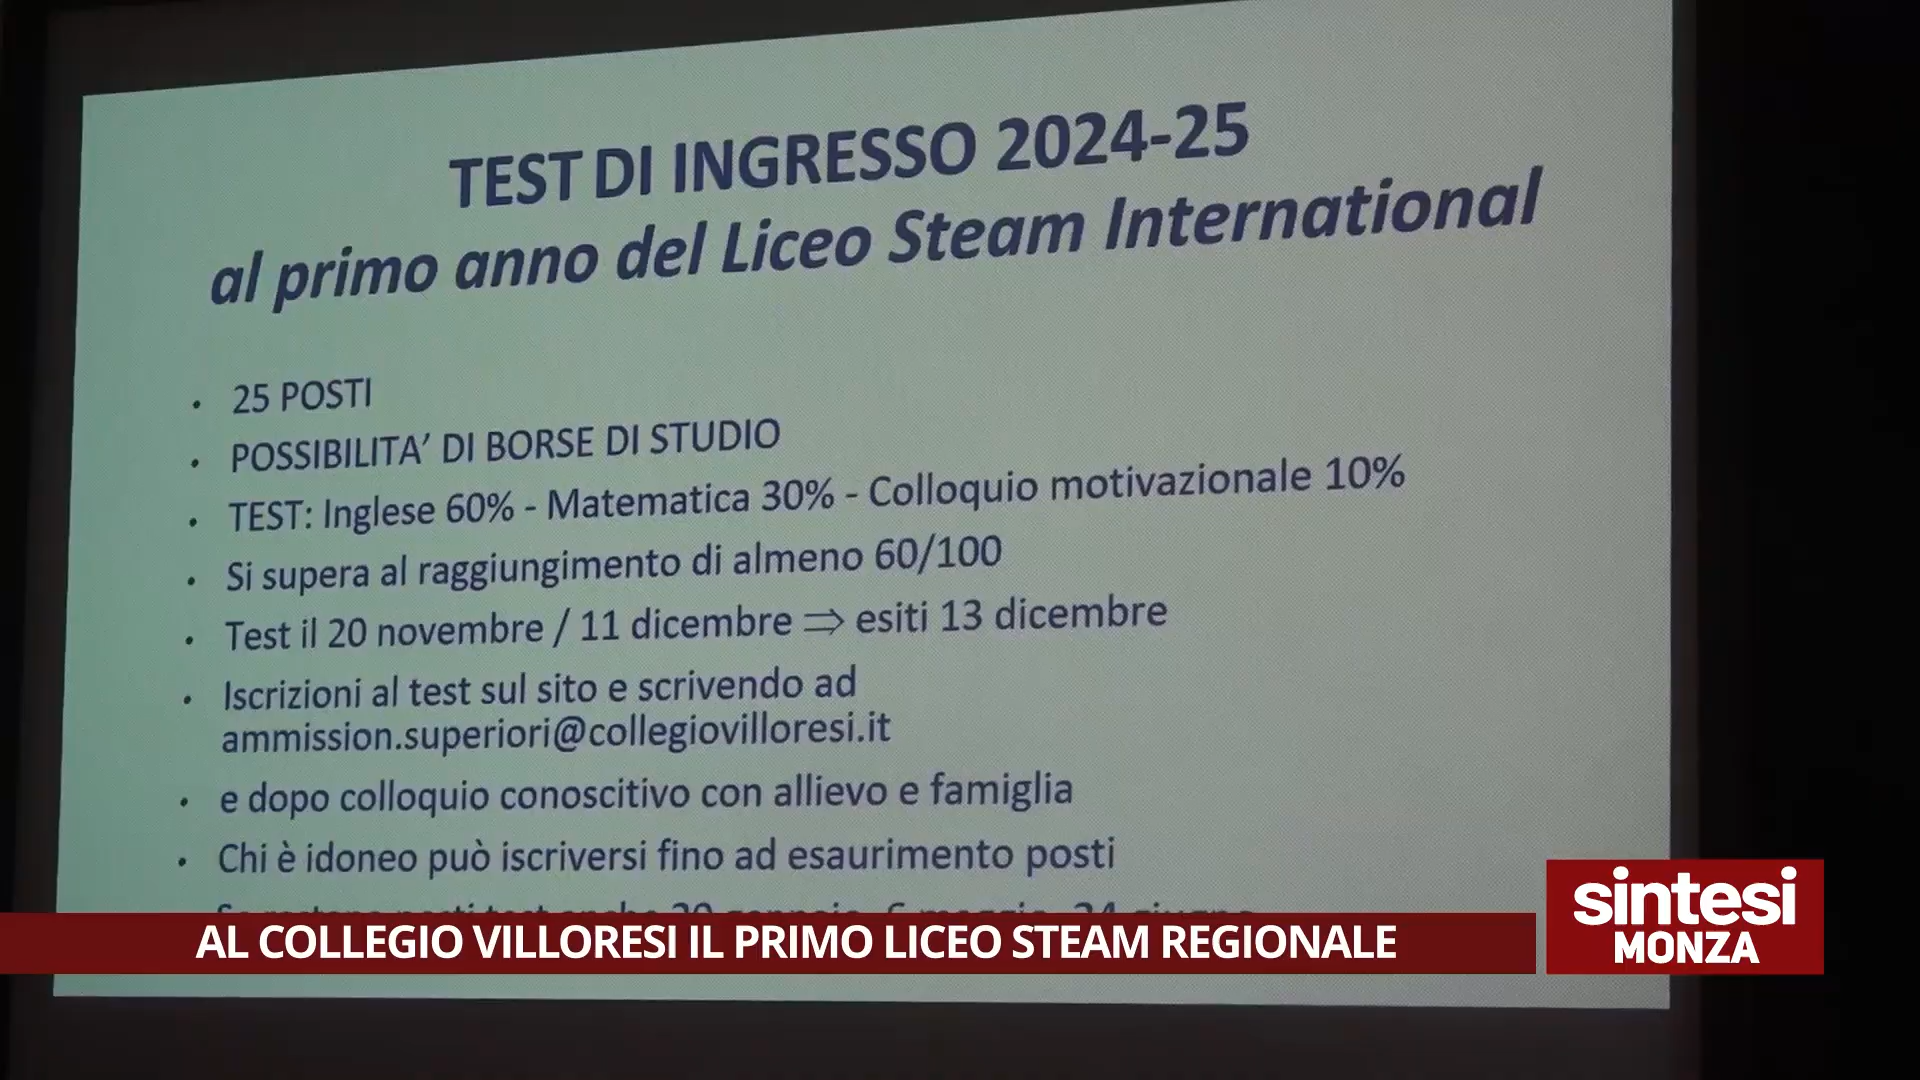 TEST DI INGRESSO 2024-25
al primo anno del Liceo Steam International
• 25 POSTI
• POSSIBILITA' DI BORSE DI STUDIO
• TEST: Inglese 60% - Matematica 30% - Colloquio motivazionale 10%
• Si supera al raggiungimento di almeno 60/100
• Test il 20 novembre / 11 dicembre ⇒ esiti 13 dicembre
• Iscrizioni al test sul sito e scrivendo ad
ammission.superiori@collegiovilloresi.it
• e dopo colloquio conoscitivo con allievo e famiglia
• Chi è idoneo può iscriversi fino ad esaurimento posti
AL COLLEGIO VILLORESI IL PRIMO LICEO STEAM REGIONALE
sintesi
MONZA